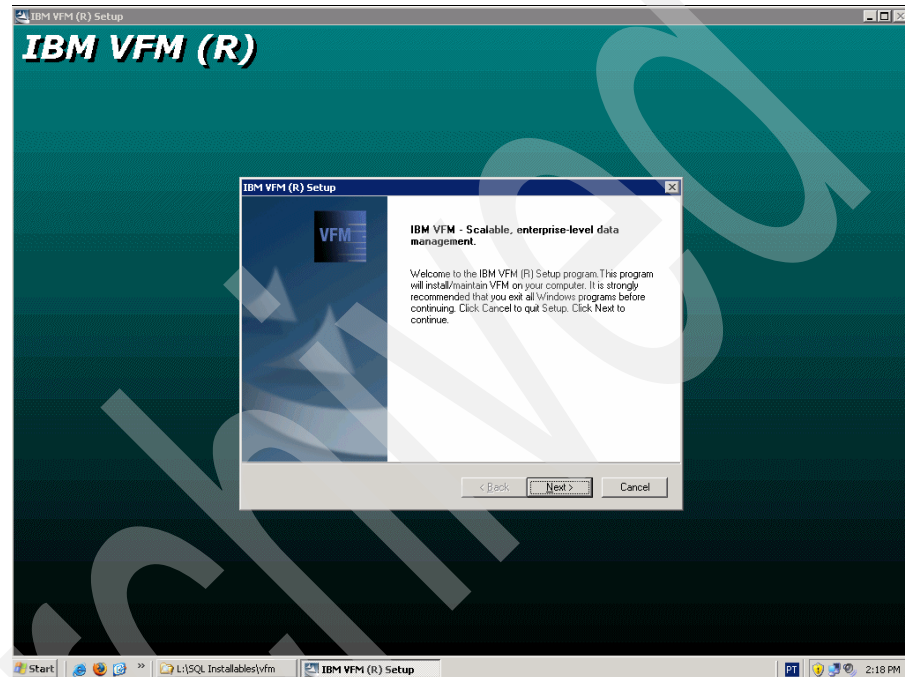 IBM VFM (R) Setup
IBM VFM (R)
IBM VFM (R) Setup
VFM
IBM VFM - Scalable, enterprise-level data
management.
Welcome to the IBM VFM (R) Setup program. This program
will install/maintain VFM on your computer. It is strongly
recommended that you exit all Windows programs before
continuing. Click Cancel to quit Setup. Click Next to
continue.
< Back
Next >
Cancel
Start
»
L:\SQL Installables\vfm
IBM VFM (R) Setup
PT
2:18 PM